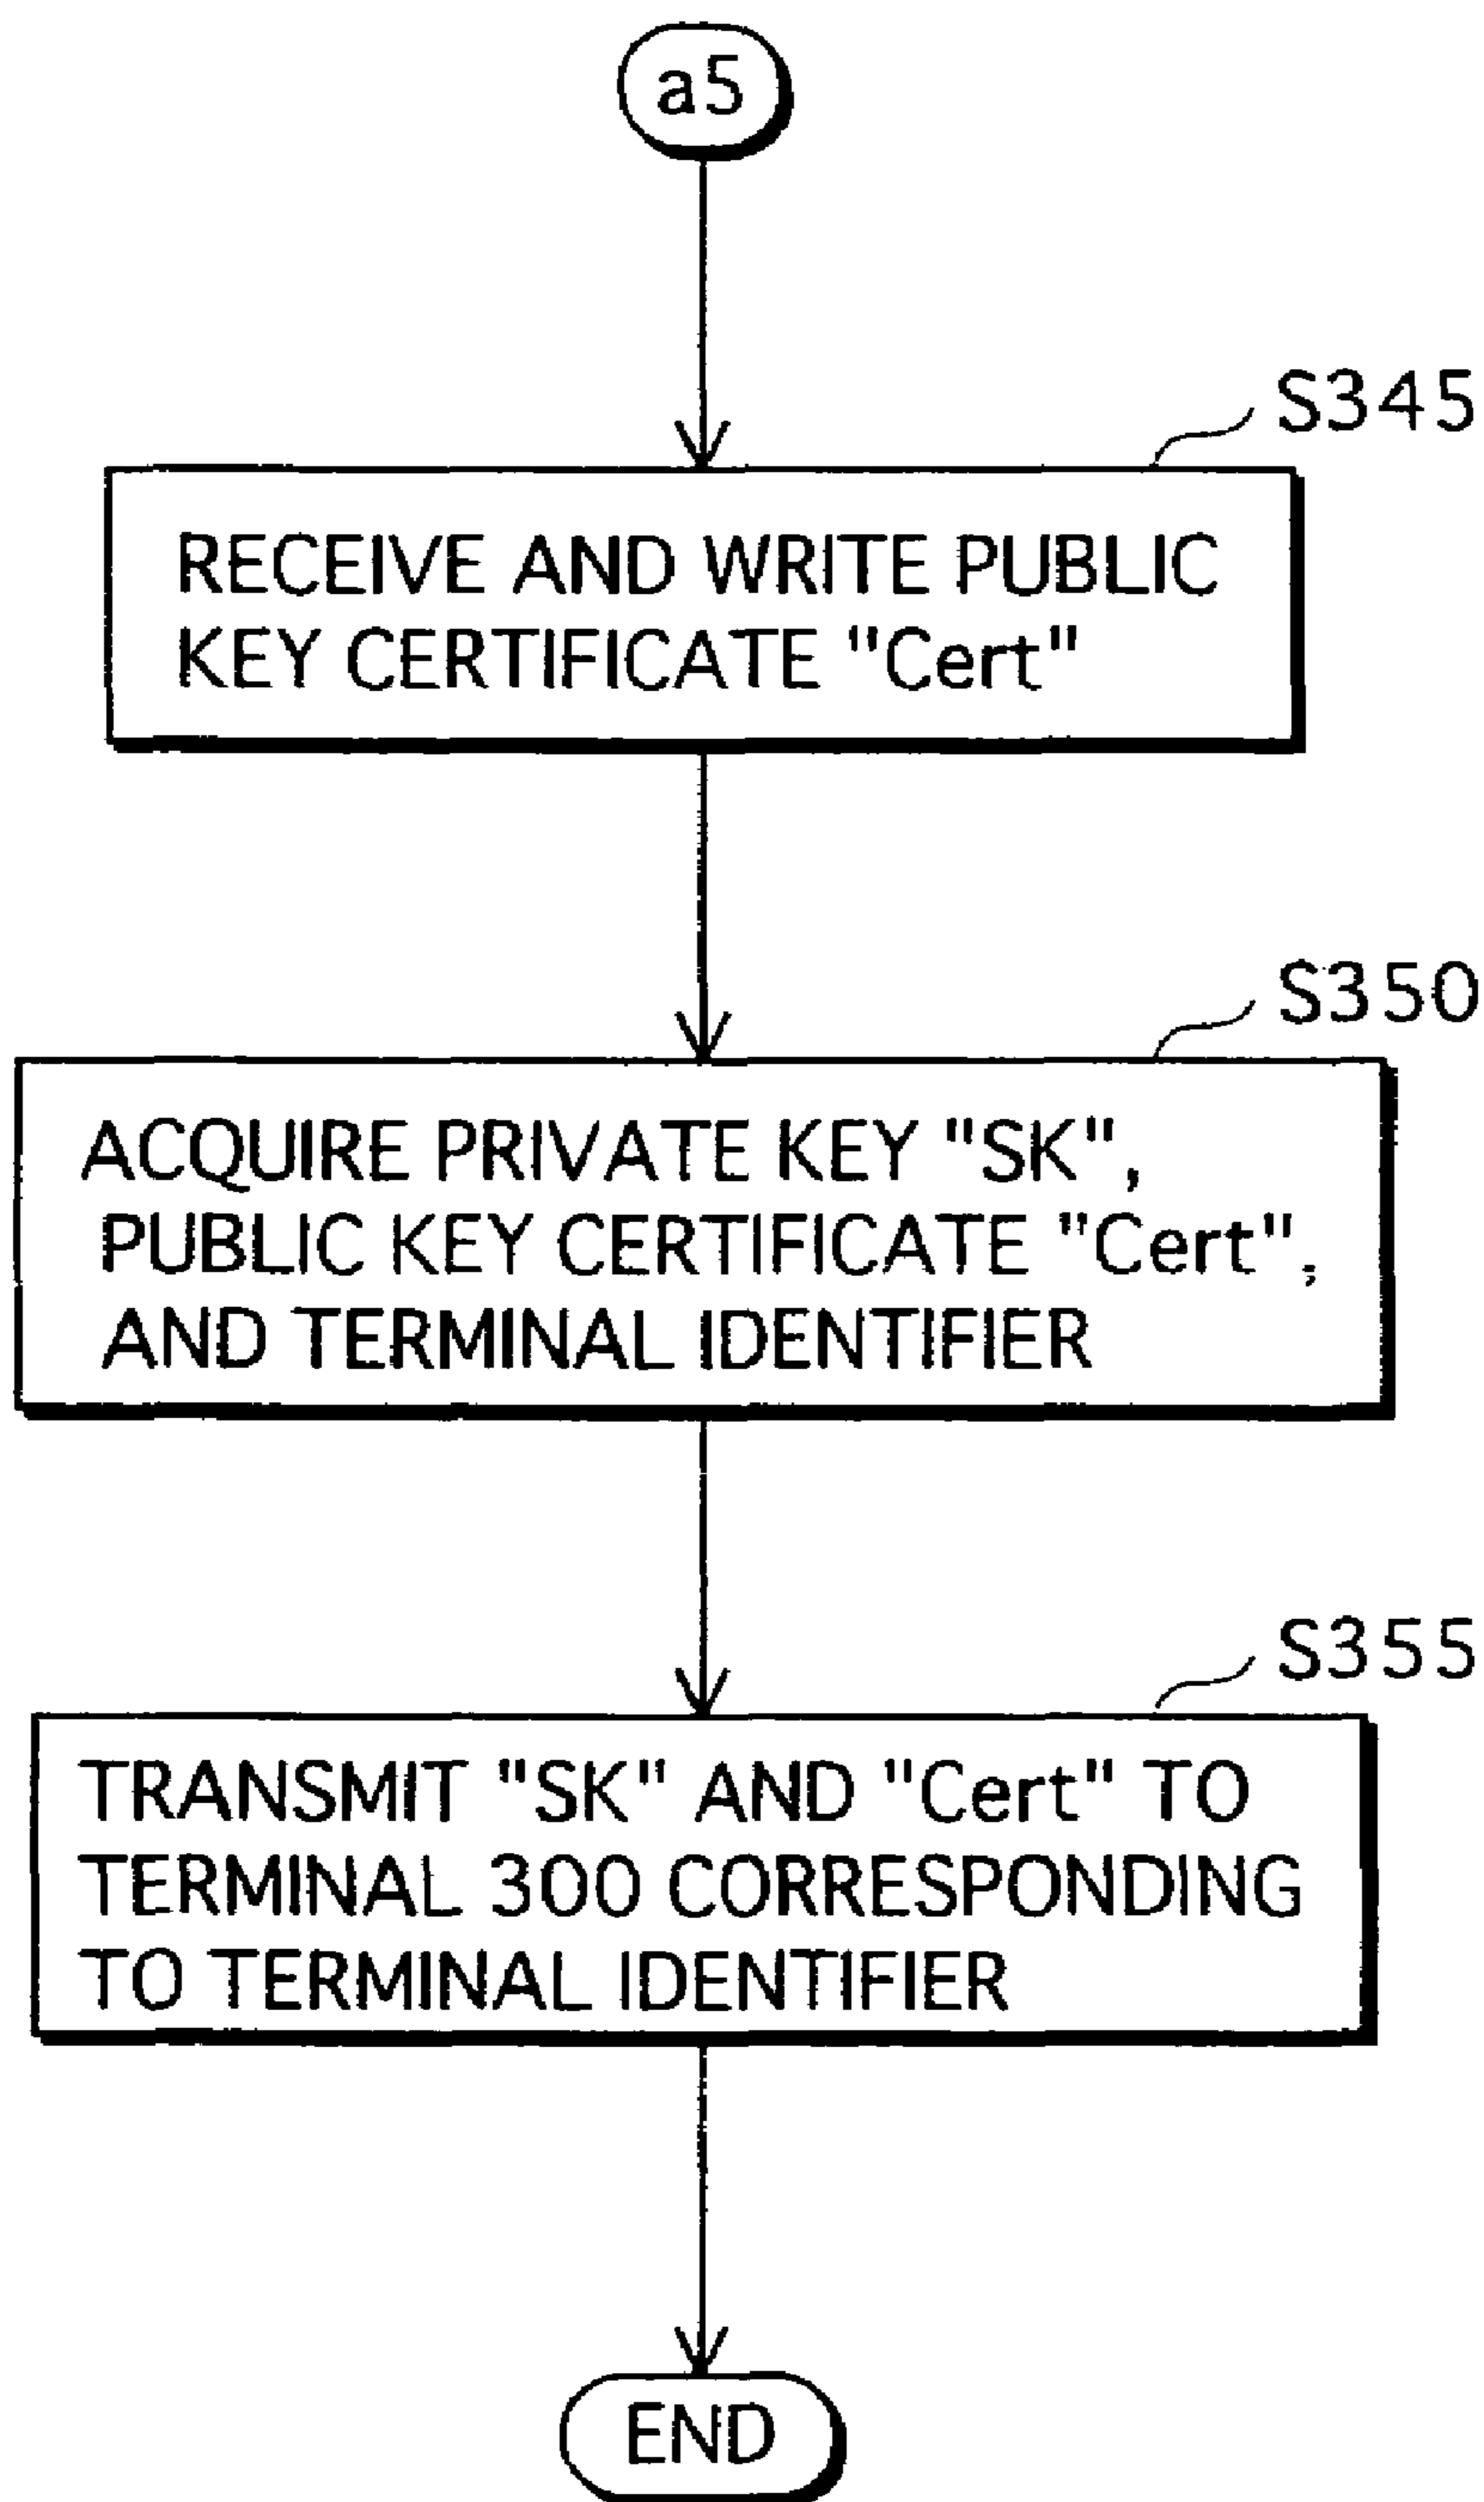 a5
S345
RECEIVE AND WRITE PUBLIC
KEY CERTIFICATE "Cert"
S350
ACQUIRE PRIVATE KEY "SK",
PUBLIC KEY CERTIFICATE "Cert",
AND TERMINAL IDENTIFIER
S355
TRANSMIT "SK" AND "Cert" TO
TERMINAL 300 CORRESPONDING
TO TERMINAL IDENTIFIER
END